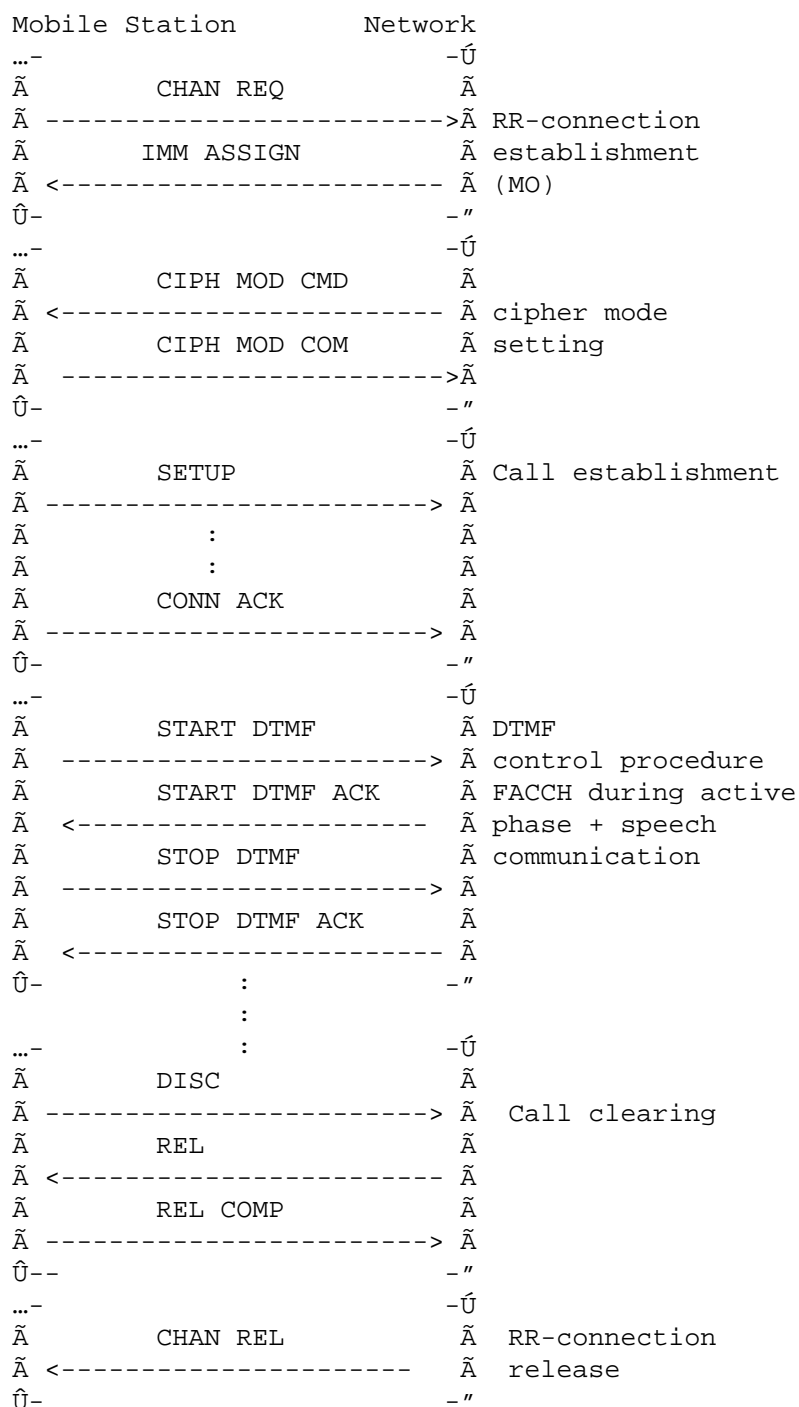 Mobile Station        Network
…-                          -Ú
Ã         CHAN REQ           Ã
Ã ------------------------->Ã RR-connection
Ã        IMM ASSIGN          Ã establishment
Ã <------------------------ Ã (MO)
Û-                          -″
…-                          -Ú
Ã         CIPH MOD CMD       Ã
Ã <------------------------ Ã cipher mode
Ã         CIPH MOD COM       Ã setting
Ã  ------------------------>Ã
Û-                          -″
…-                          -Ú
Ã         SETUP              Ã Call establishment
Ã ------------------------> Ã
Ã            :               Ã
Ã            :               Ã
Ã         CONN ACK           Ã
Ã ------------------------> Ã
Û-                          -″
…-                          -Ú
Ã         START DTMF         Ã DTMF
Ã  -----------------------> Ã control procedure
Ã         START DTMF ACK     Ã FACCH during active
Ã  <----------------------  Ã phase + speech
Ã         STOP DTMF          Ã communication
Ã  -----------------------> Ã
Ã         STOP DTMF ACK      Ã
Ã  <----------------------- Ã
Û-             :            -″
               :
…-             :            -Ú
Ã         DISC               Ã
Ã ------------------------> Ã  Call clearing
Ã         REL                Ã
Ã <------------------------ Ã
Ã         REL COMP           Ã
Ã ------------------------> Ã
Û--                         -″
…-                          -Ú
Ã         CHAN REL           Ã  RR-connection
Ã <----------------------   Ã  release
Û-                          -″